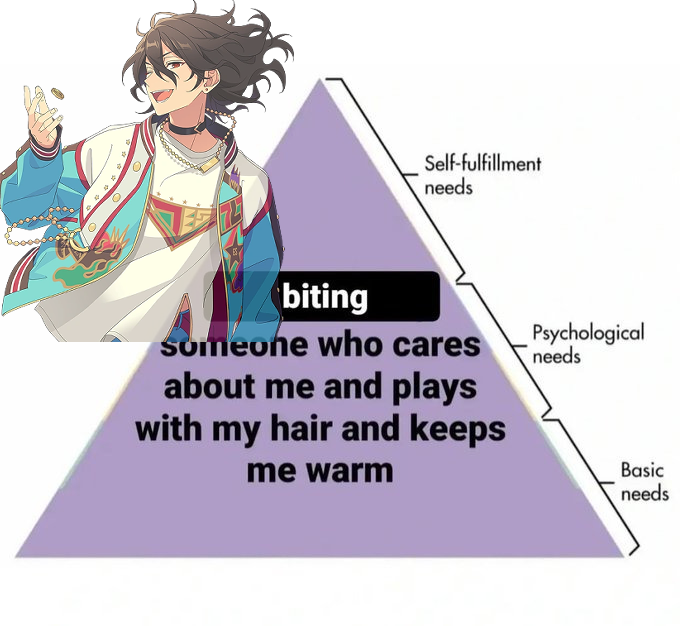 Self-fulfillment
needs
biting
someone who cares
about me and plays
with my hair and keeps
me warm
Psychological
needs
Basic
needs